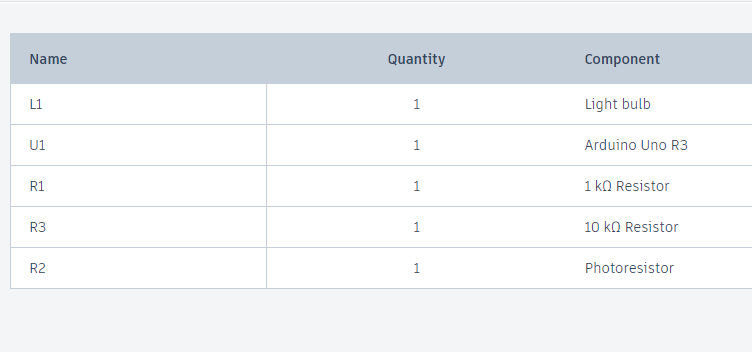 Name Quantity Component
L1 1 Light bulb
U1 1 Arduino Uno R3
R1 1 1 kΩ Resistor
R3 1 10 kΩ Resistor
R2 1 Photoresistor